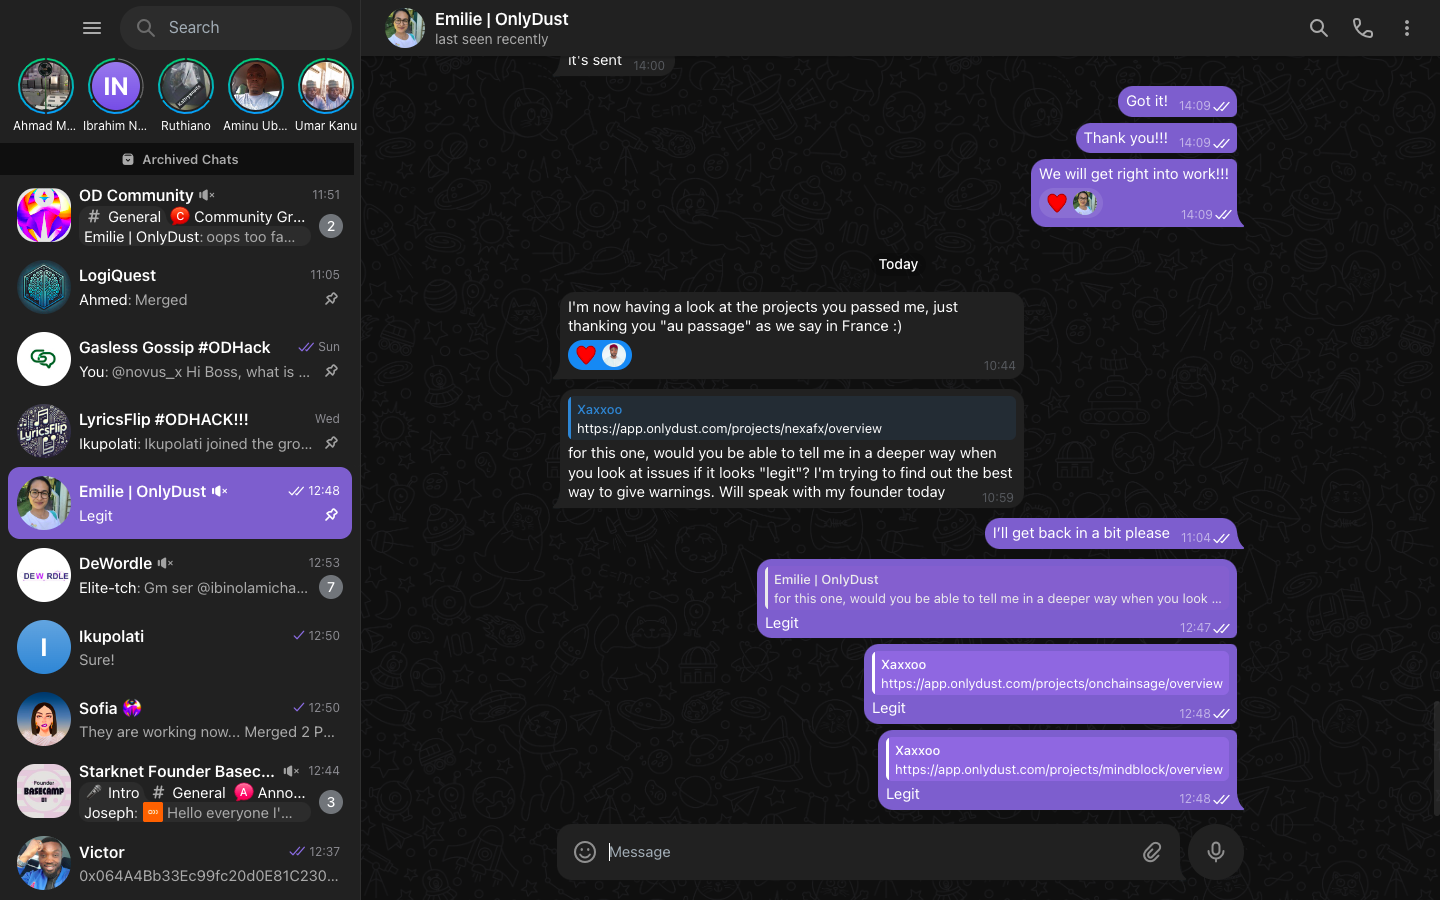 Search
IN
Ahmad M...
Ibrahim N...
Ruthiano
Aminu Ub...
Umar Kanu
Archived Chats
OD Community
11:51
# General C Community Gr...
Emilie | OnlyDust: oops too fa...
2
LogiQuest
11:05
Ahmed: Merged
Gasless Gossip #ODHack
Sun
You: @novus_x Hi Boss, what is ...
LyricsFlip
LyricsFlip #ODHACK!!!
Wed
Ikupolati: Ikupolati joined the gro...
Emilie | OnlyDust
12:48
Legit
DEW RDLE
DeWordle
12:53
Elite-tch: Gm ser @ibinolamicha...
7
I
Ikupolati
12:50
Sure!
Sofia
12:50
They are working now... Merged 2 P...
Founder
BASECAMP
Starknet Founder Basec...
12:44
Intro # General A Anno...
Joseph: Hello everyone I'...
3
Victor
12:37
0x064A4Bb33Ec99fc20d0E81C230...
Emilie | OnlyDust
last seen recently
it's sent
14:00
Got it!
14:09
Thank you!!!
14:09
We will get right into work!!!
14:09
Today
I'm now having a look at the projects you passed me, just
thanking you "au passage" as we say in France :)
10:44
Xaxxoo
https://app.onlydust.com/projects/nexafx/overview
for this one, would you be able to tell me in a deeper way when
you look at issues if it looks "legit"? I'm trying to find out the best
way to give warnings. Will speak with my founder today
10:59
I'll get back in a bit please
11:04
Emilie | OnlyDust
for this one, would you be able to tell me in a deeper way when you look ...
Legit
12:47
Xaxxoo
https://app.onlydust.com/projects/onchainsage/overview
Legit
12:48
Xaxxoo
https://app.onlydust.com/projects/mindblock/overview
Legit
12:48
Message